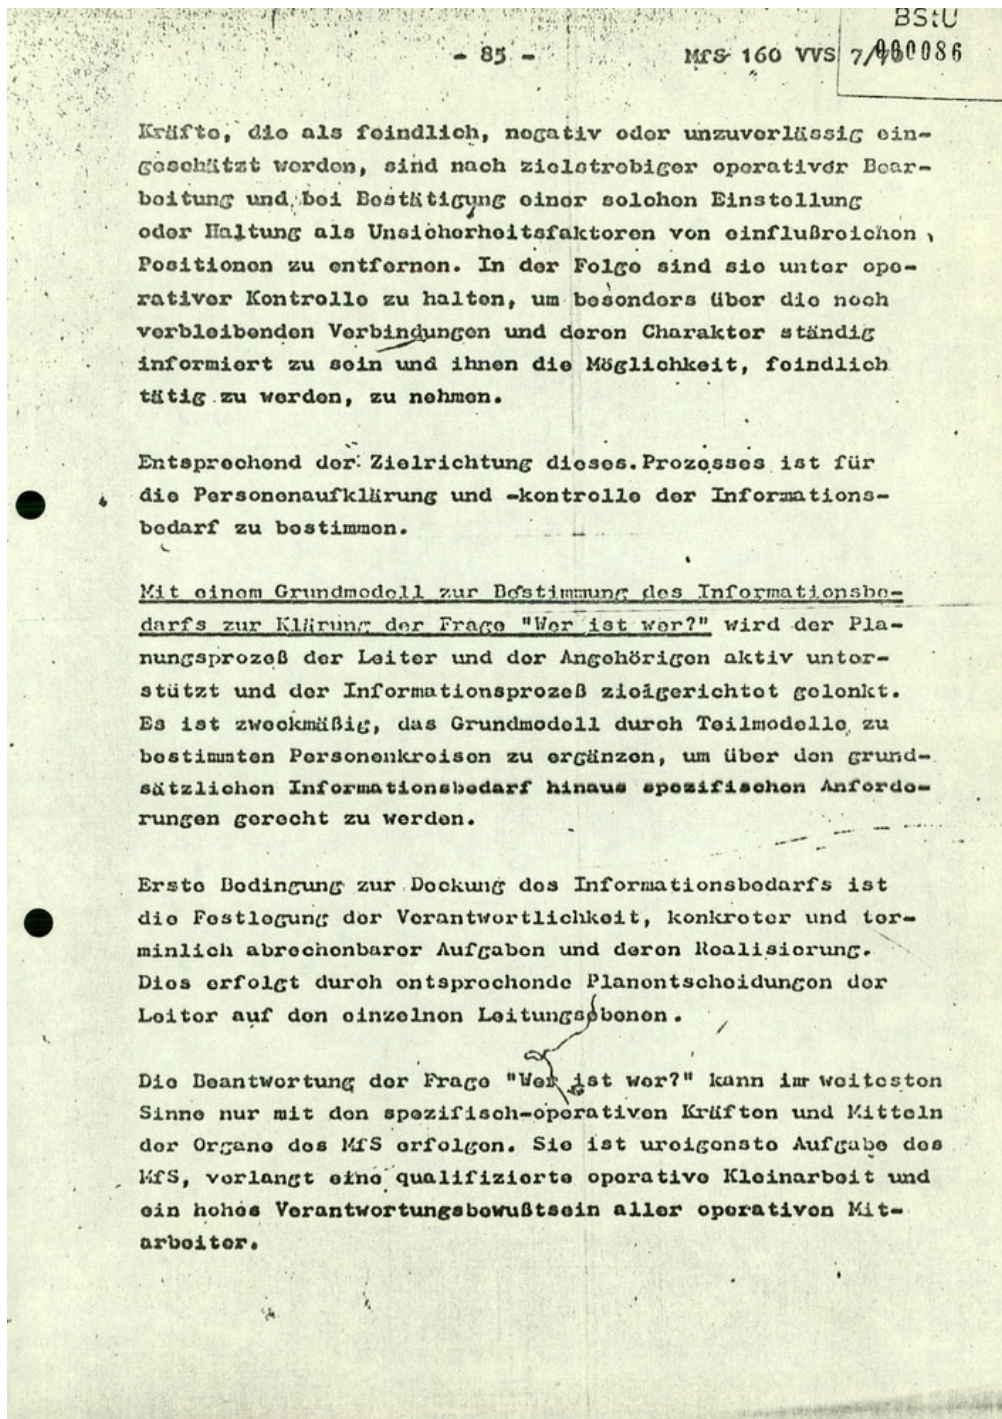 BStU
- 85 -
MfS 160 VVS 7/
000086
Kräfte, die als feindlich, negativ oder unzuverlässig ein-
geschätzt werden, sind nach zielstrebiger operativer Bear-
beitung und bei Bestätigung einer solchen Einstellung
oder Haltung als Unsicherheitsfaktoren von einflußreichen
Positionen zu entfernen. In der Folge sind sie unter ope-
rativer Kontrolle zu halten, um besonders über die noch
verbleibenden Verbindungen und deren Charakter ständig
informiert zu sein und ihnen die Möglichkeit, feindlich
tätig zu werden, zu nehmen.
Entsprechend der Zielrichtung dieses Prozesses ist für
die Personenaufklärung und -kontrolle der Informations-
bedarf zu bestimmen.
Mit einem Grundmodell zur Bestimmung des Informationsbe-
darfs zur Klärung der Frage "Wer ist wer?" wird der Pla-
nungsprozeß der Leiter und der Angehörigen aktiv unter-
stützt und der Informationsprozeß zielgerichtet gelenkt.
Es ist zweckmäßig, das Grundmodell durch Teilmodelle zu
bestimmten Personenkreisen zu ergänzen, um über den grund-
sätzlichen Informationsbedarf hinaus spezifischen Anforde-
rungen gerecht zu werden.
Erste Bedingung zur Deckung des Informationsbedarfs ist
die Festlegung der Verantwortlichkeit, konkreter und ter-
minlich abrechenbarer Aufgaben und deren Realisierung.
Dies erfolgt durch entsprechende Planentscheidungen der
Leiter auf den einzelnen Leitungsebenen.
Die Beantwortung der Frage "Wer ist wer?" kann im weitesten
Sinne nur mit den spezifisch-operativen Kräften und Mitteln
der Organe des MfS erfolgen. Sie ist ureigenste Aufgabe des
MfS, verlangt eine qualifizierte operative Kleinarbeit und
ein hohes Verantwortungsbewußtsein aller operativen Mit-
arbeiter.